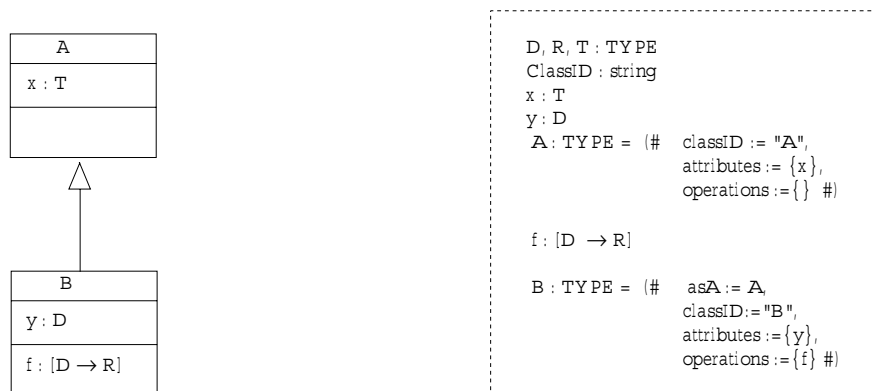 A
x : T
B
y : D
f : [D → R]
D, R, T : TYPE
ClassID : string
x : T
y : D
A : TYPE = (# classID := "A",
attributes := {x},
operations := {} #)
f : [D → R]
B : TYPE = (# asA := A,
classID:="B",
attributes := {y},
operations := {f} #)